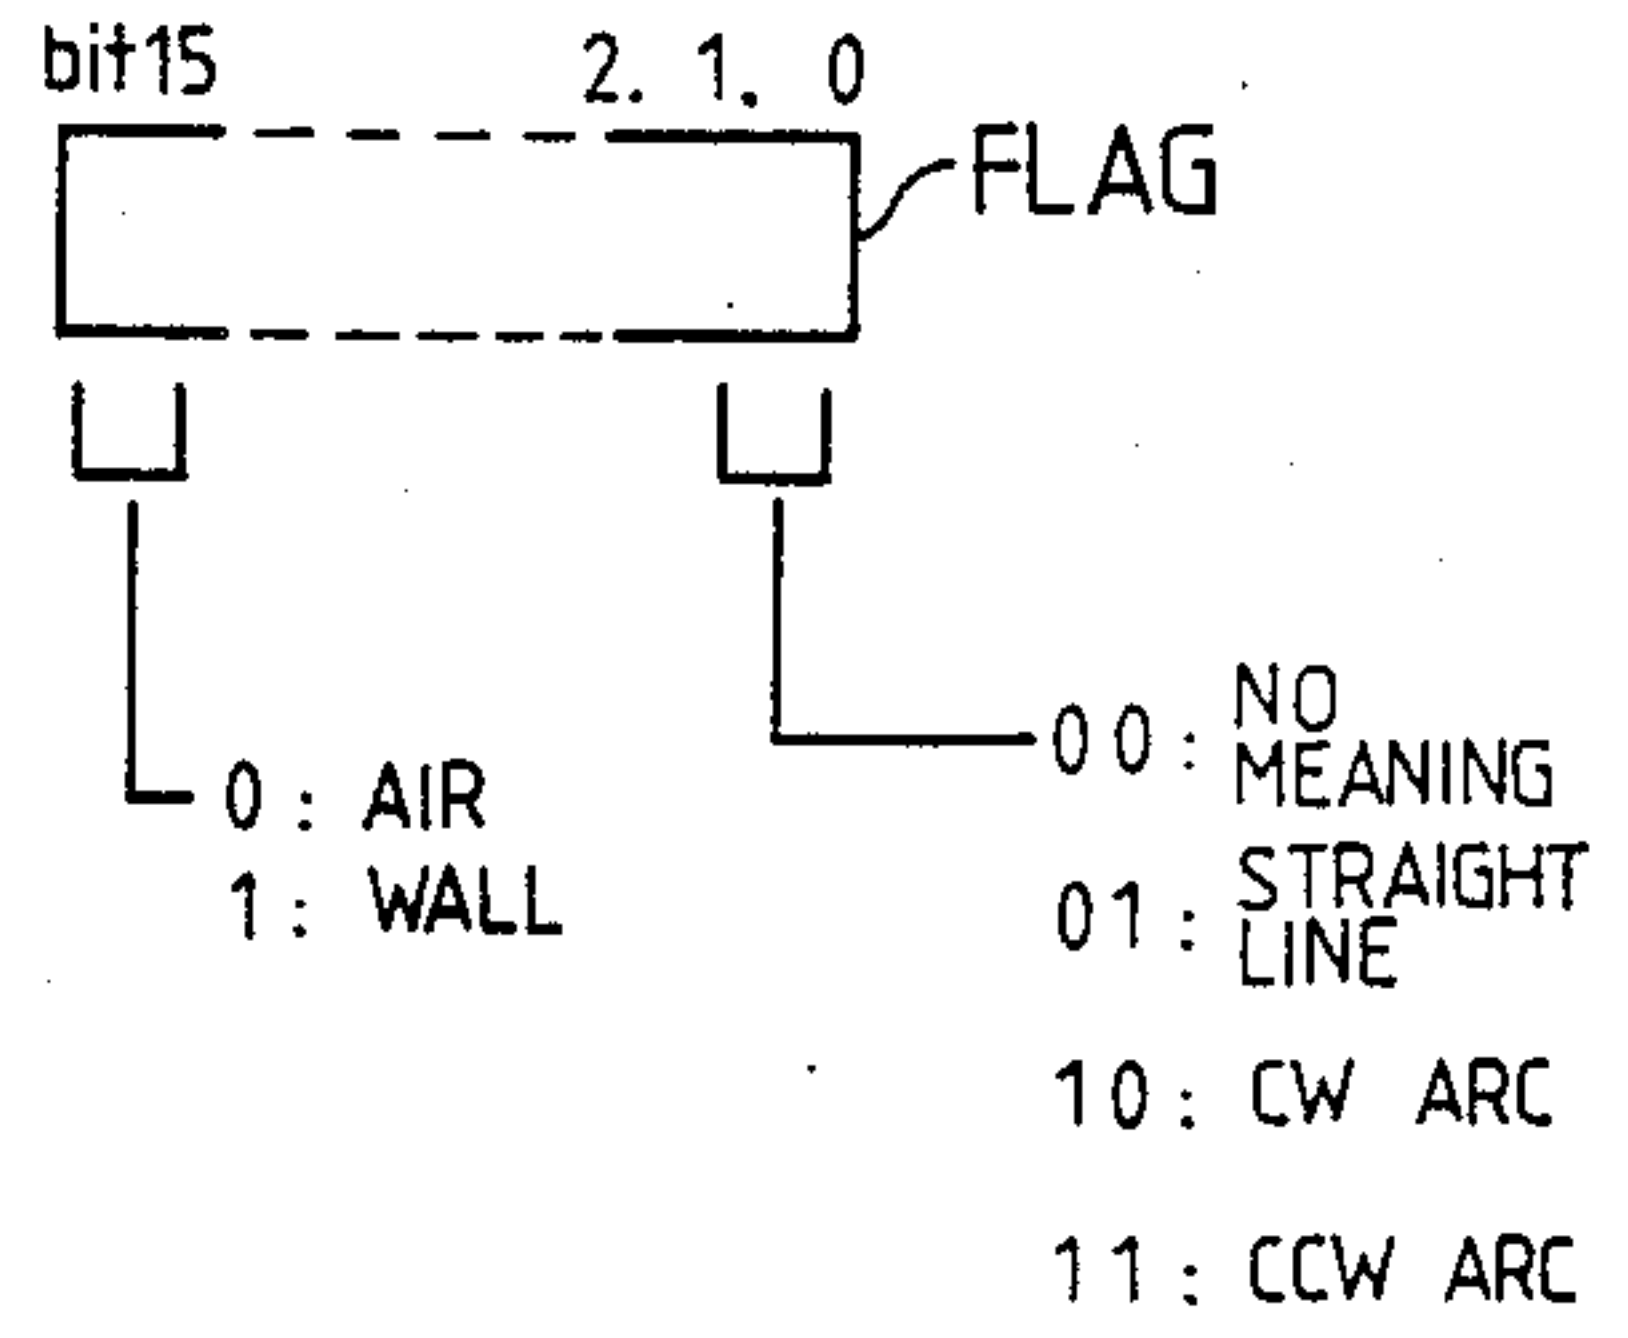 bit15 2. 1. 0
FLAG
0: AIR
1: WALL
00: NO
MEANING
01: STRAIGHT
LINE
10: CW ARC
11: CCW ARC